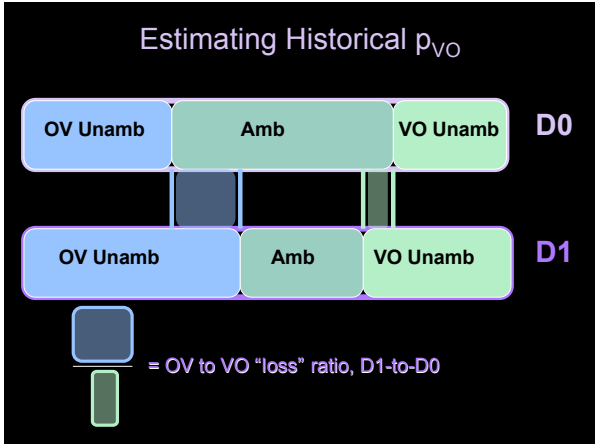 Estimating Historical pVO
OV Unamb Amb VO Unamb D0
OV Unamb Amb VO Unamb D1
= OV to VO “loss” ratio, D1-to-D0